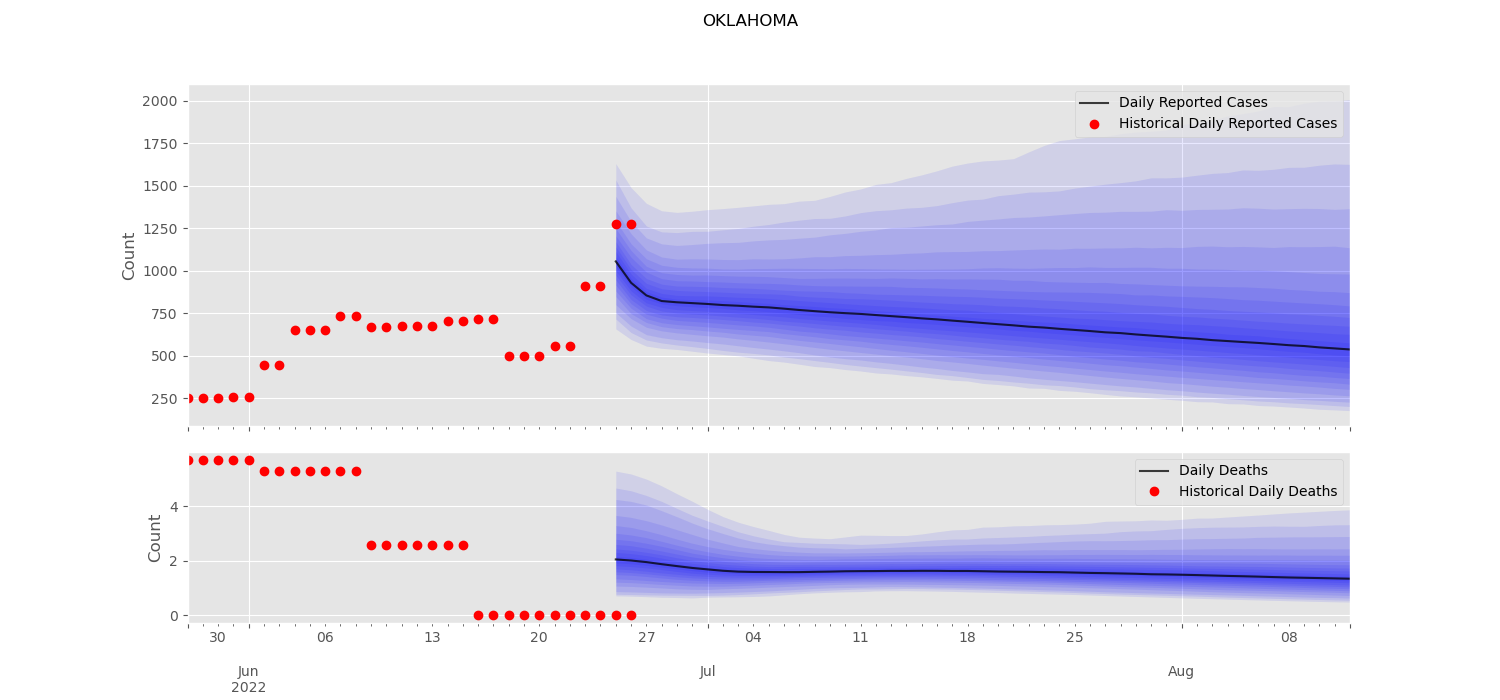 OKLAHOMA
2000
1750
1500
1250
1000
750
500
250
Count
Daily Reported Cases
Historical Daily Reported Cases
4
2
0
Count
Daily Deaths
Historical Daily Deaths
30 06 13 20 27 04 11 18 25 08
Jun Jul Aug
2022